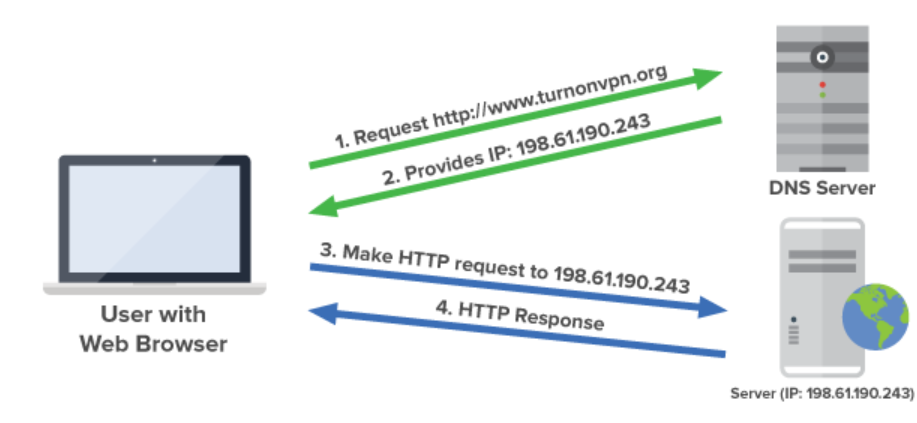 1. Request http://www.turnonvpn.org
2. Provides IP: 198.61.190.243
DNS Server
3. Make HTTP request to 198.61.190.243
4. HTTP Response
User with
Web Browser
Server (IP: 198.61.190.243)